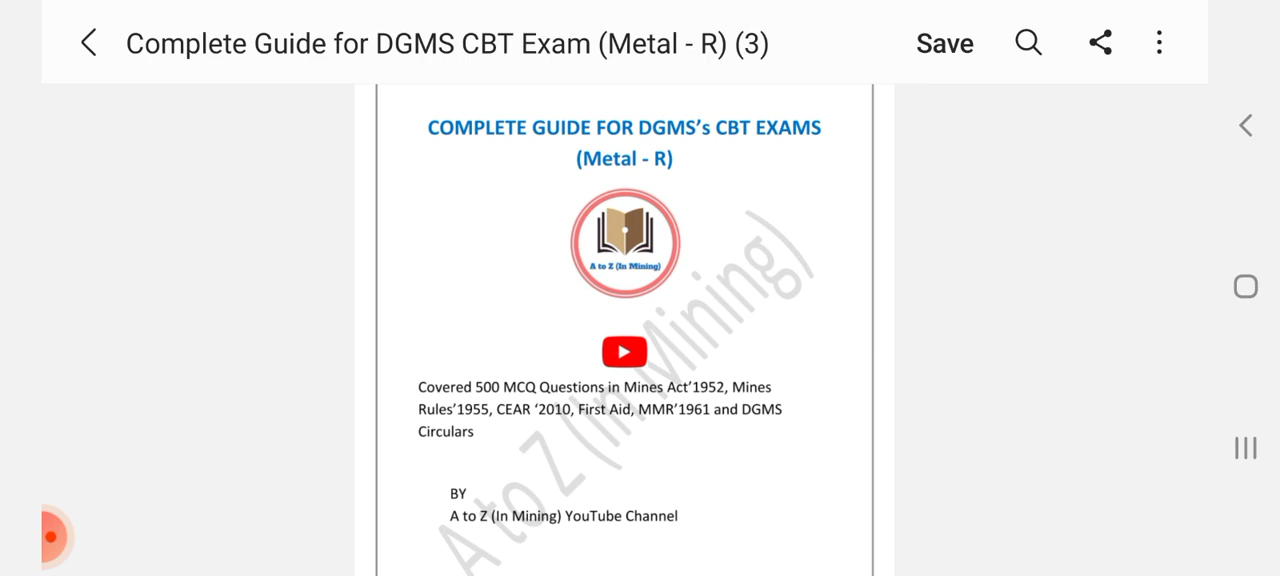 Complete Guide for DGMS CBT Exam (Metal - R) (3)
Save
COMPLETE GUIDE FOR DGMS’s CBT EXAMS
(Metal - R)
A to Z (In Mining)
Covered 500 MCQ Questions in Mines Act’1952, Mines
Rules’1955, CEAR ‘2010, First Aid, MMR’1961 and DGMS
Circulars
BY
A to Z (In Mining) YouTube Channel
A to Z (In Mining)